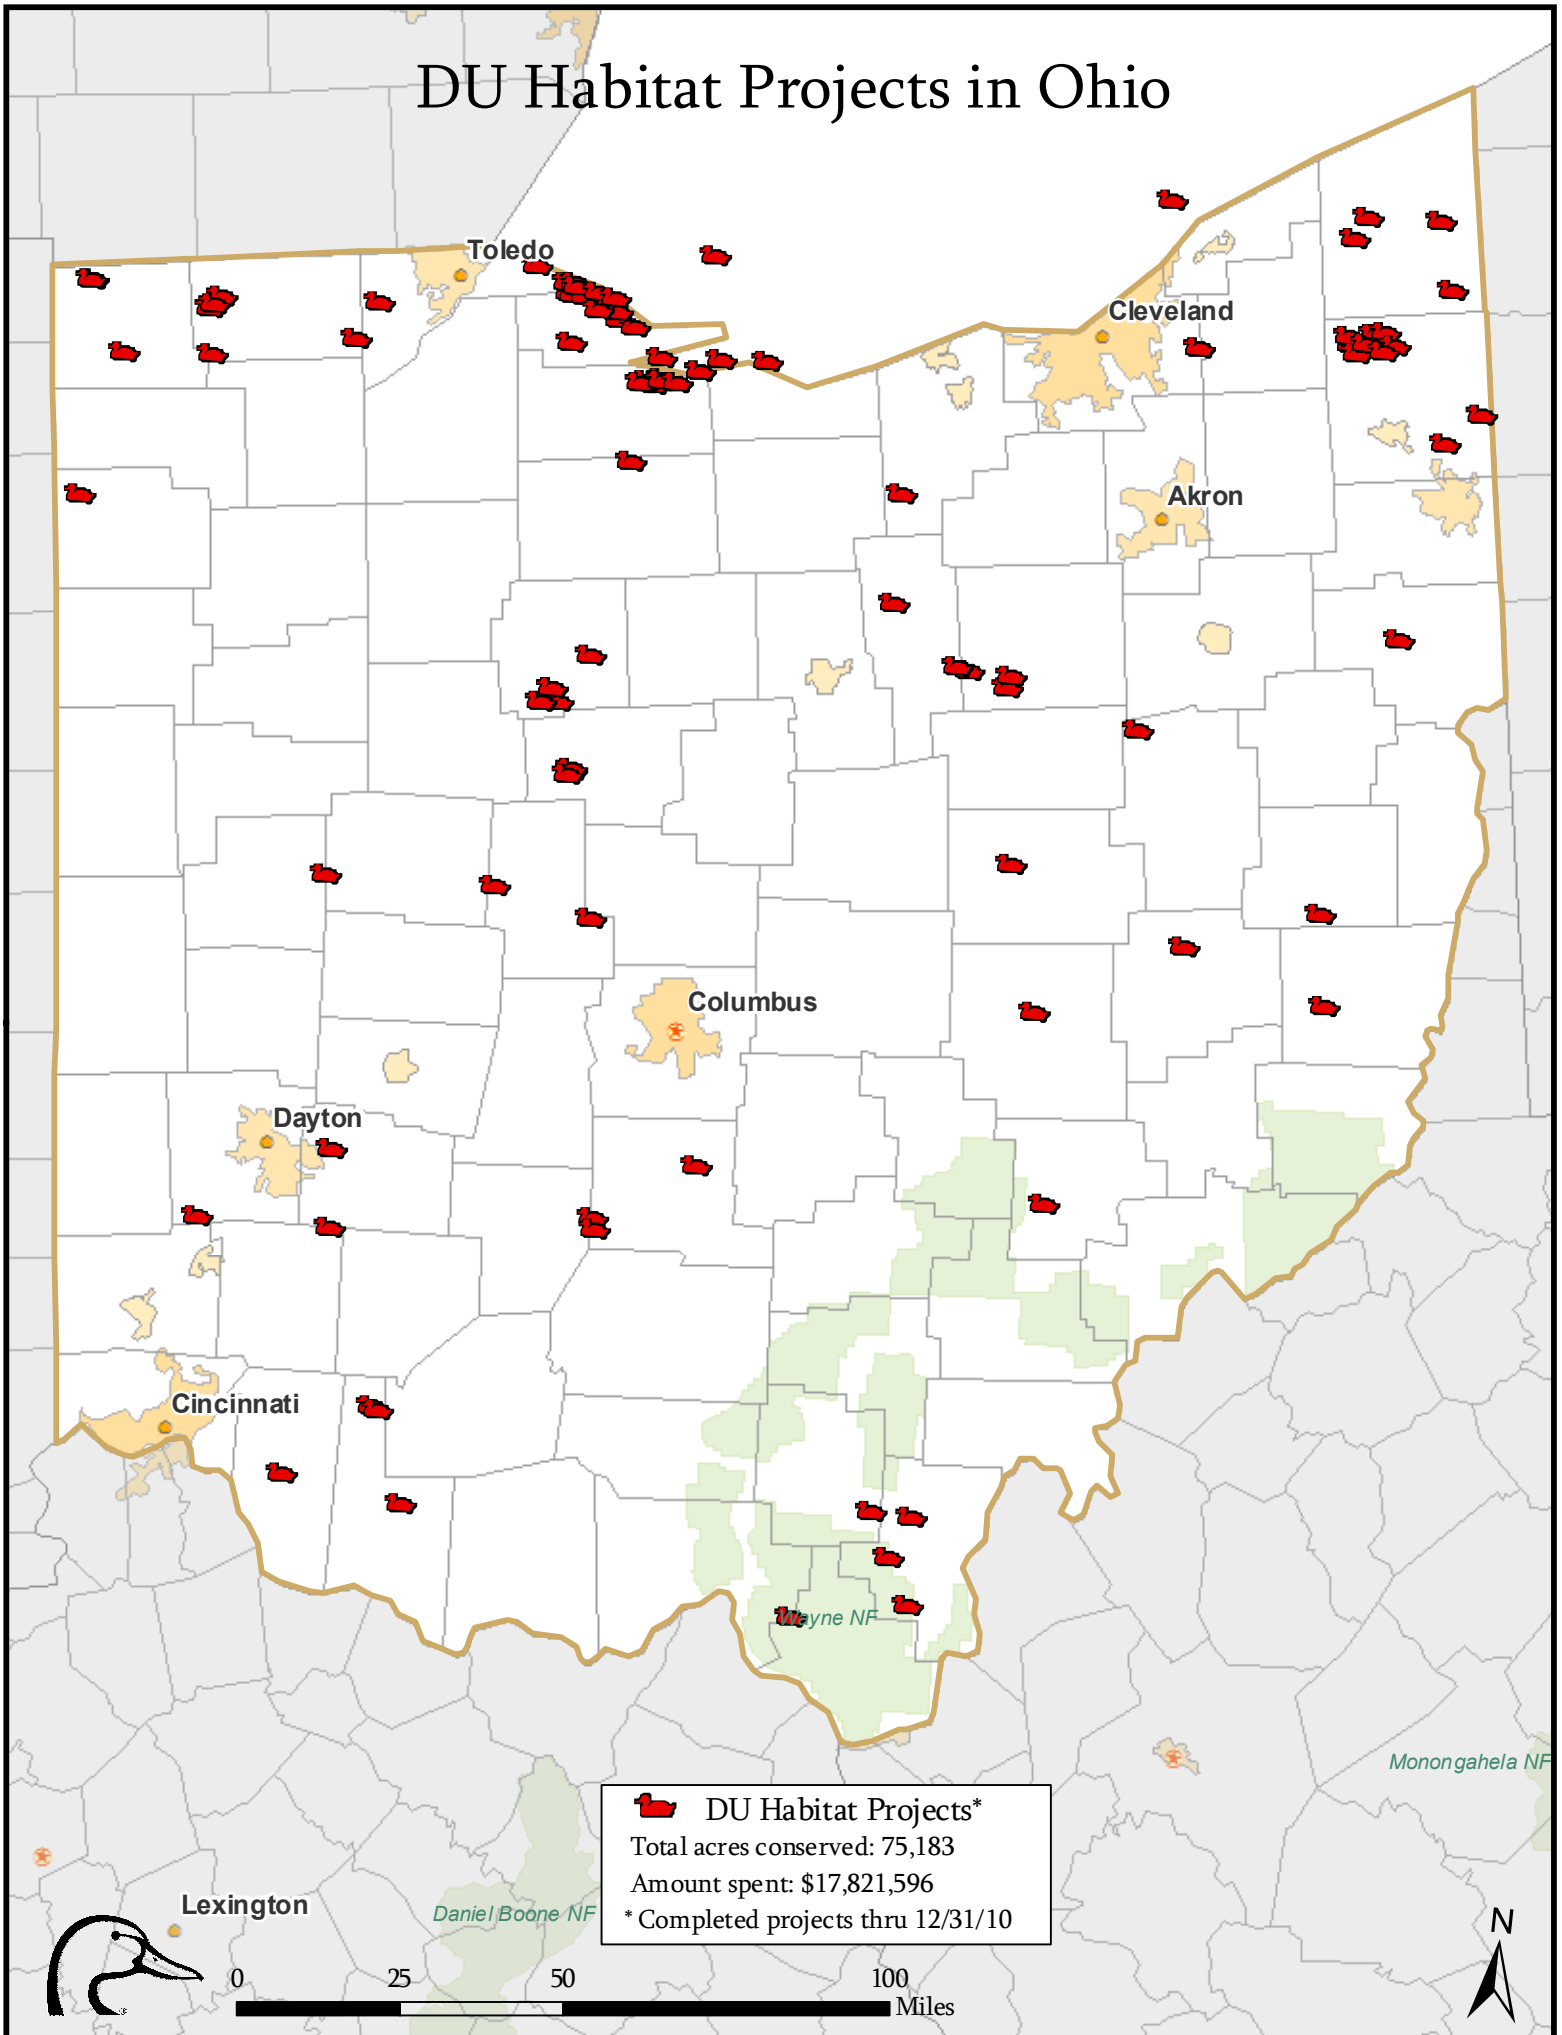 DU Habitat Projects in Ohio
Toledo
Cleveland
Akron
Columbus
Dayton
Cincinnati
Wayne NF
Monongahela NF
DU Habitat Projects*
Total acres conserved: 75,183
Amount spent: $17,821,596
* Completed projects thru 12/31/10
Lexington
Daniel Boone NF
N
0 25 50 100
Miles